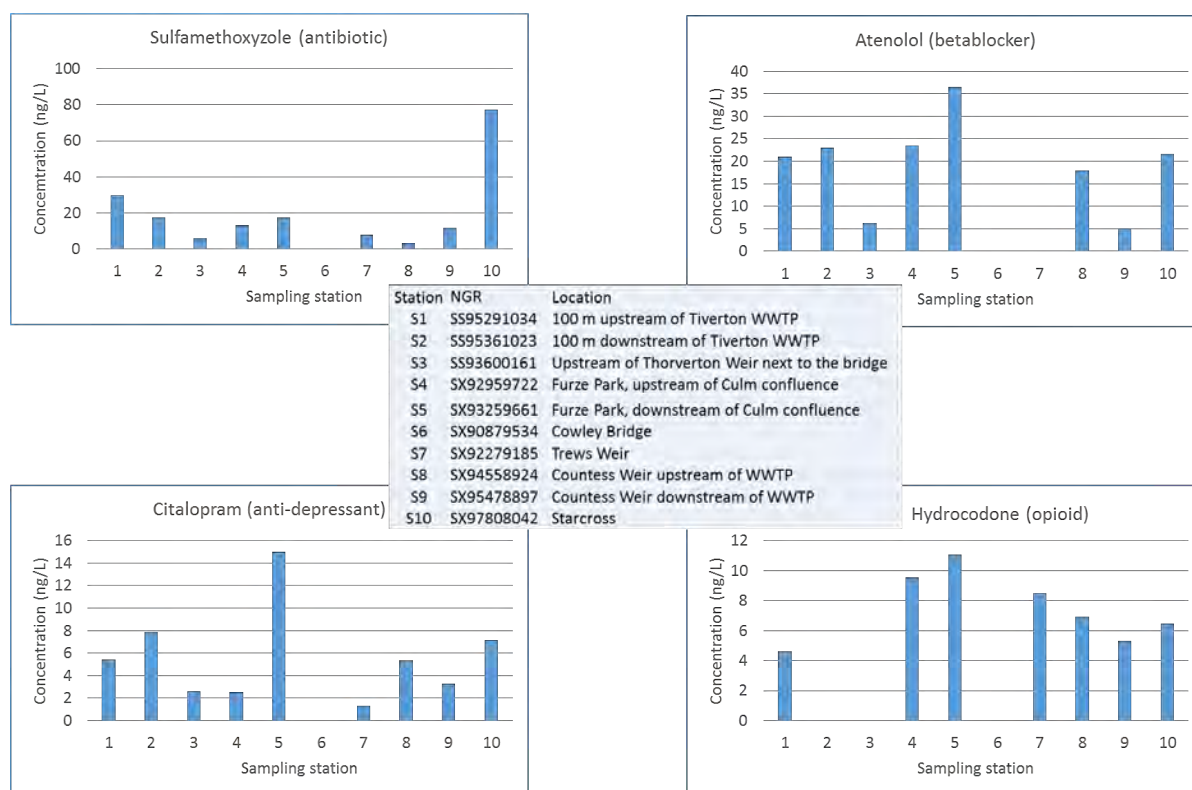 Sulfamethoxyzole (antibiotic)
Concemtration (ng/L)
100
80
60
40
20
0
1 2 3 4 5 6 7 8 9 10
Sampling station
Atenolol (betablocker)
Concentration (ng/L)
40
35
30
25
20
15
10
5
0
1 2 3 4 5 6 7 8 9 10
Sampling station
Station NGR Location
S1 SS95291034 100 m upstream of Tiverton WWTP
S2 SS95361023 100 m downstream of Tiverton WWTP
S3 SS93600161 Upstream of Thorverton Weir next to the bridge
S4 SX92959722 Furze Park, upstream of Culm confluence
S5 SX93259661 Furze Park, downstream of Culm confluence
S6 SX90879534 Cowley Bridge
S7 SX92279185 Trews Weir
S8 SX94558924 Countess Weir upstream of WWTP
S9 SX95478897 Countess Weir downstream of WWTP
S10 SX97808042 Starcross
Citalopram (anti-depressant)
Concentration (ng/L)
16
14
12
10
8
6
4
2
0
1 2 3 4 5 6 7 8 9 10
Sampling station
Hydrocodone (opioid)
Concentration (ng/L)
12
10
8
6
4
2
0
1 2 3 4 5 6 7 8 9 10
Sampling station